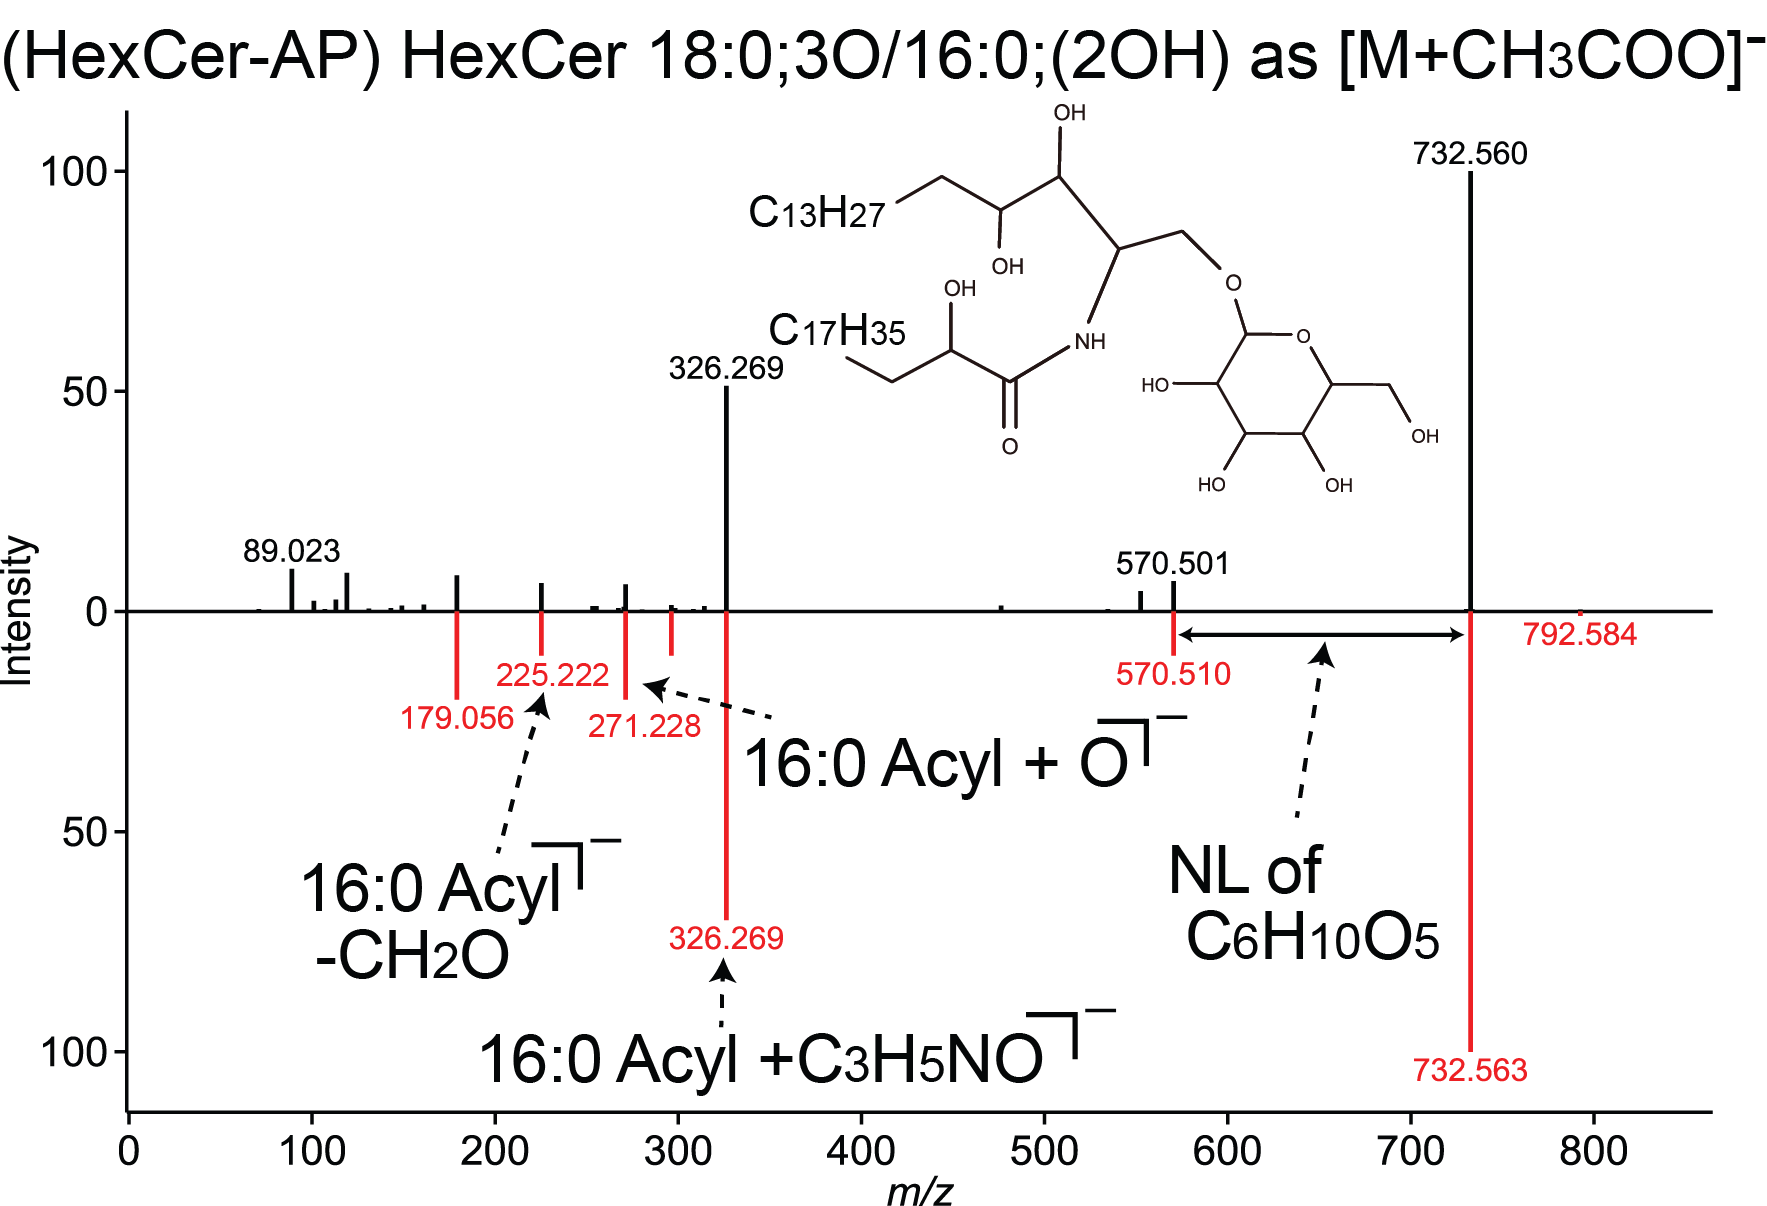 (HexCer-AP) HexCer 18:0;3O/16:0;(2OH) as [M+CH3COO]-
100
50
0
50
100
Intensity
732.560
OH
C13H27
OH
OH
C17H35
NH
O
O
O
HO
OH
HO
OH
326.269
89.023
570.501
792.584
225.222
179.056
271.228
570.510
16:0 Acyl + O –
16:0 Acyl –
-CH2O
NL of
C6H10O5
326.269
16:0 Acyl +C3H5NO –
732.563
0 100 200 300 400 500 600 700 800
m/z